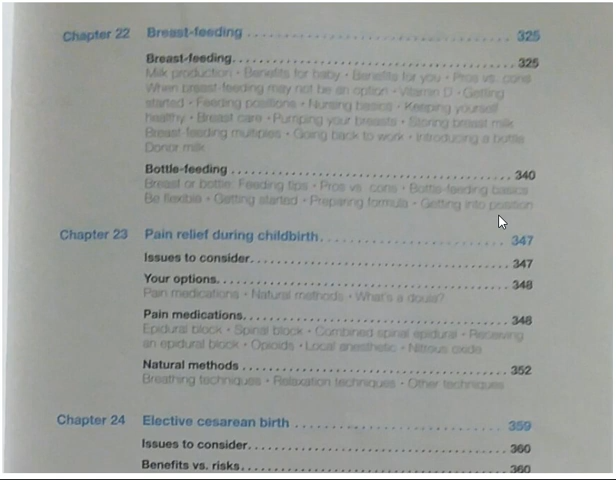 Chapter 22 Breast-feeding 325
Breast-feeding 325
Milk production • Benefits for baby • Benefits for you • Pros vs. cons
When breast-feeding may not be an option • Vitamin D • Getting
started • Feeding positions • Nursing basics • Keeping yourself
healthy • Breast care • Pumping your breasts • Storing breast milk
Breast-feeding multiples • Going back to work • Introducing a bottle
Donor milk
Bottle-feeding 340
Breast or bottle: Feeding tips • Pros vs. cons • Bottle-feeding basics
Be flexible • Getting started • Preparing formula • Getting into position
Chapter 23 Pain relief during childbirth 347
Issues to consider 347
Your options 348
Pain medications • Natural methods • What's a doula?
Pain medications 348
Epidural block • Spinal block • Combined spinal epidural • Receiving
an epidural block • Opioids • Local anesthetic • Nitrous oxide
Natural methods 352
Breathing techniques • Relaxation techniques • Other techniques
Chapter 24 Elective cesarean birth 359
Issues to consider 360
Benefits vs. risks 360